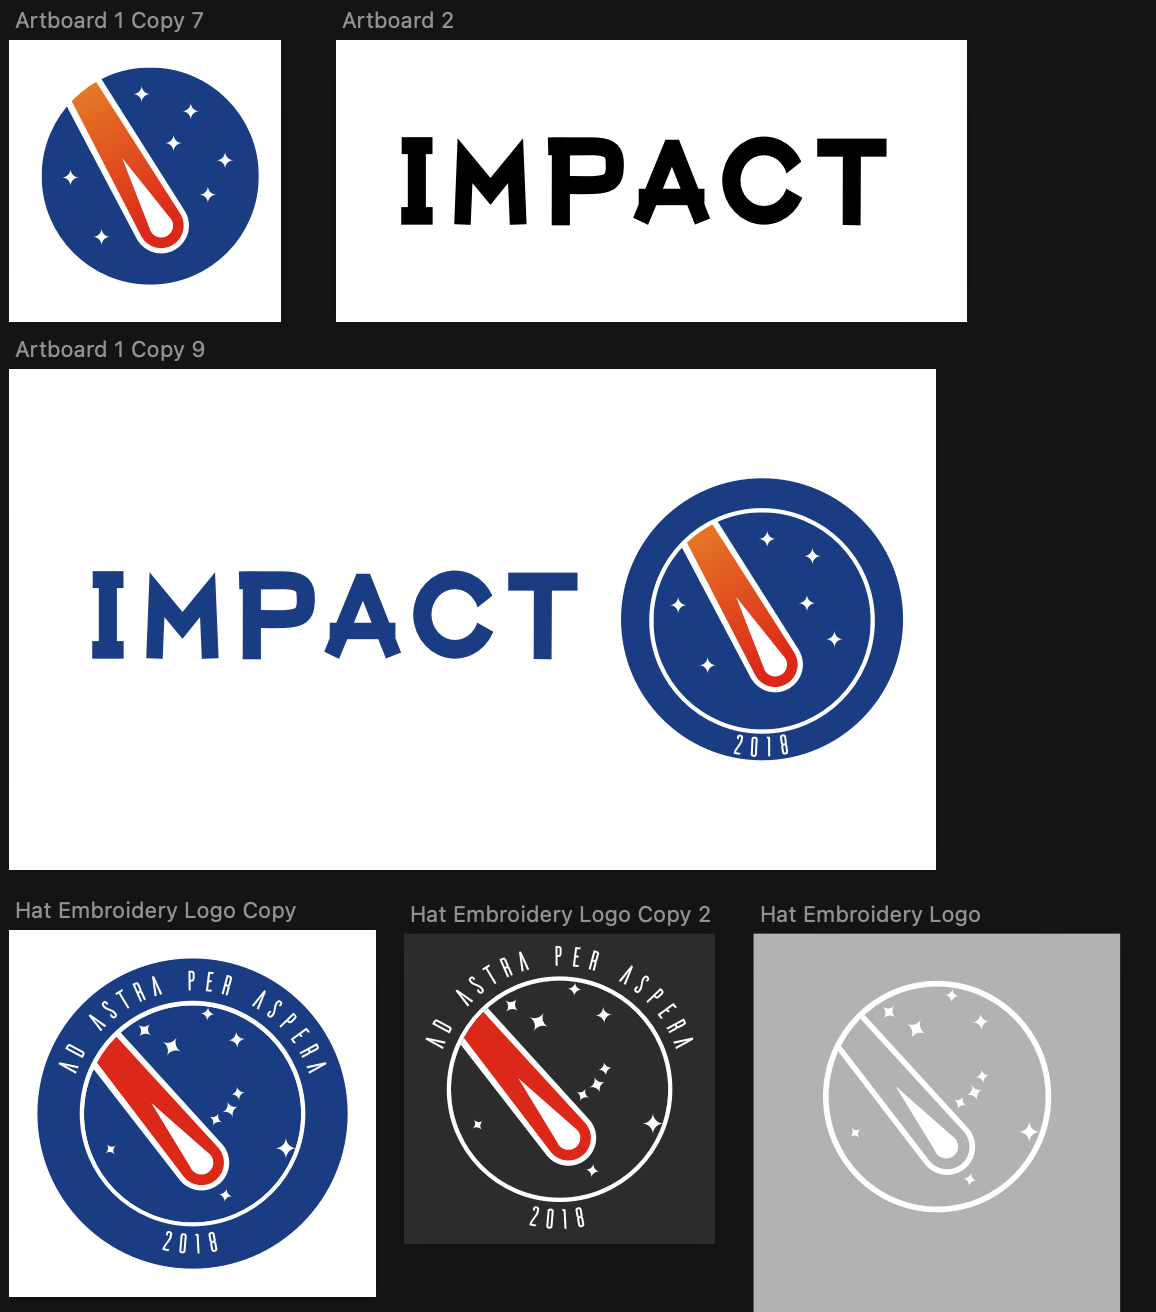 Artboard 1 Copy 7
Artboard 2
IMPACT
Artboard 1 Copy 9
IMPACT
2018
Hat Embroidery Logo Copy
AD ASTRA PER ASPERA
2018
Hat Embroidery Logo Copy 2
AD ASTRA PER ASPERA
2018
Hat Embroidery Logo